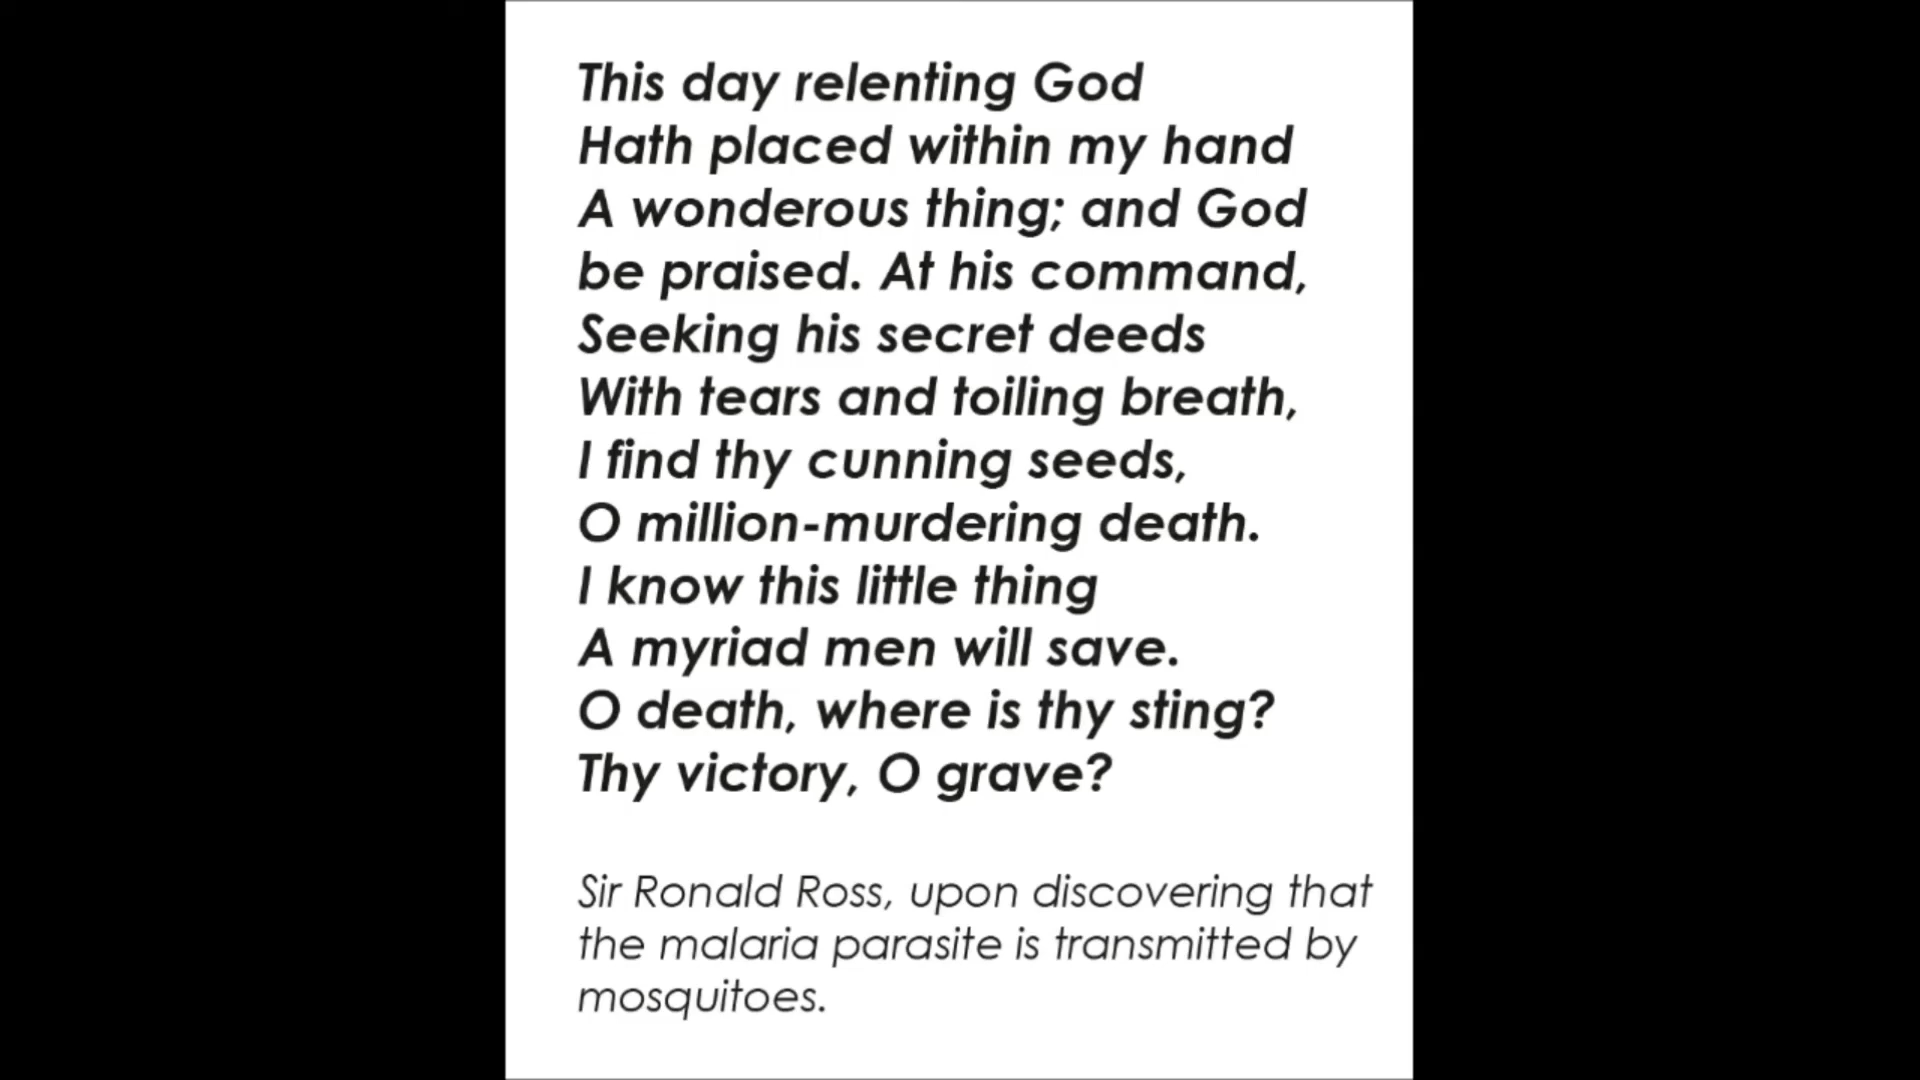 This day relenting God
Hath placed within my hand
A wonderous thing; and God
be praised. At his command,
Seeking his secret deeds
With tears and toiling breath,
I find thy cunning seeds,
O million-murdering death.
I know this little thing
A myriad men will save.
O death, where is thy sting?
Thy victory, O grave?
Sir Ronald Ross, upon discovering that
the malaria parasite is transmitted by
mosquitoes.